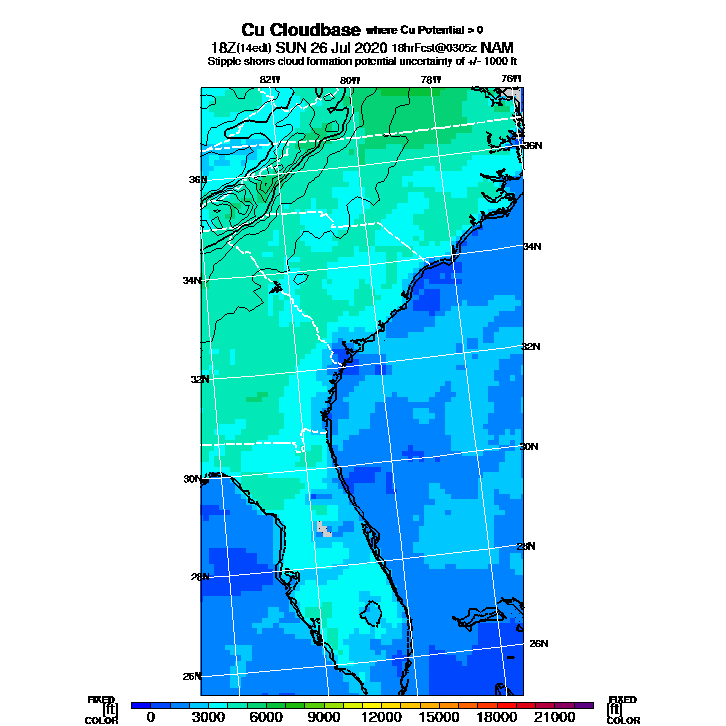 Cu Cloudbase where Cu Potential > 0
18Z(14edt) SUN 26 Jul 2020 18hrFcst@0305z NAM
Stipple shows cloud formation potential uncertainty of +/- 1000 ft
82W 80W 78W 76W
36N 36N
34N 34N
32N 32N
30N 30N
28N 28N
26N 26N
FIXED FIXED
[ft] [ft]
COLOR COLOR
0 3000 6000 9000 12000 15000 18000 21000